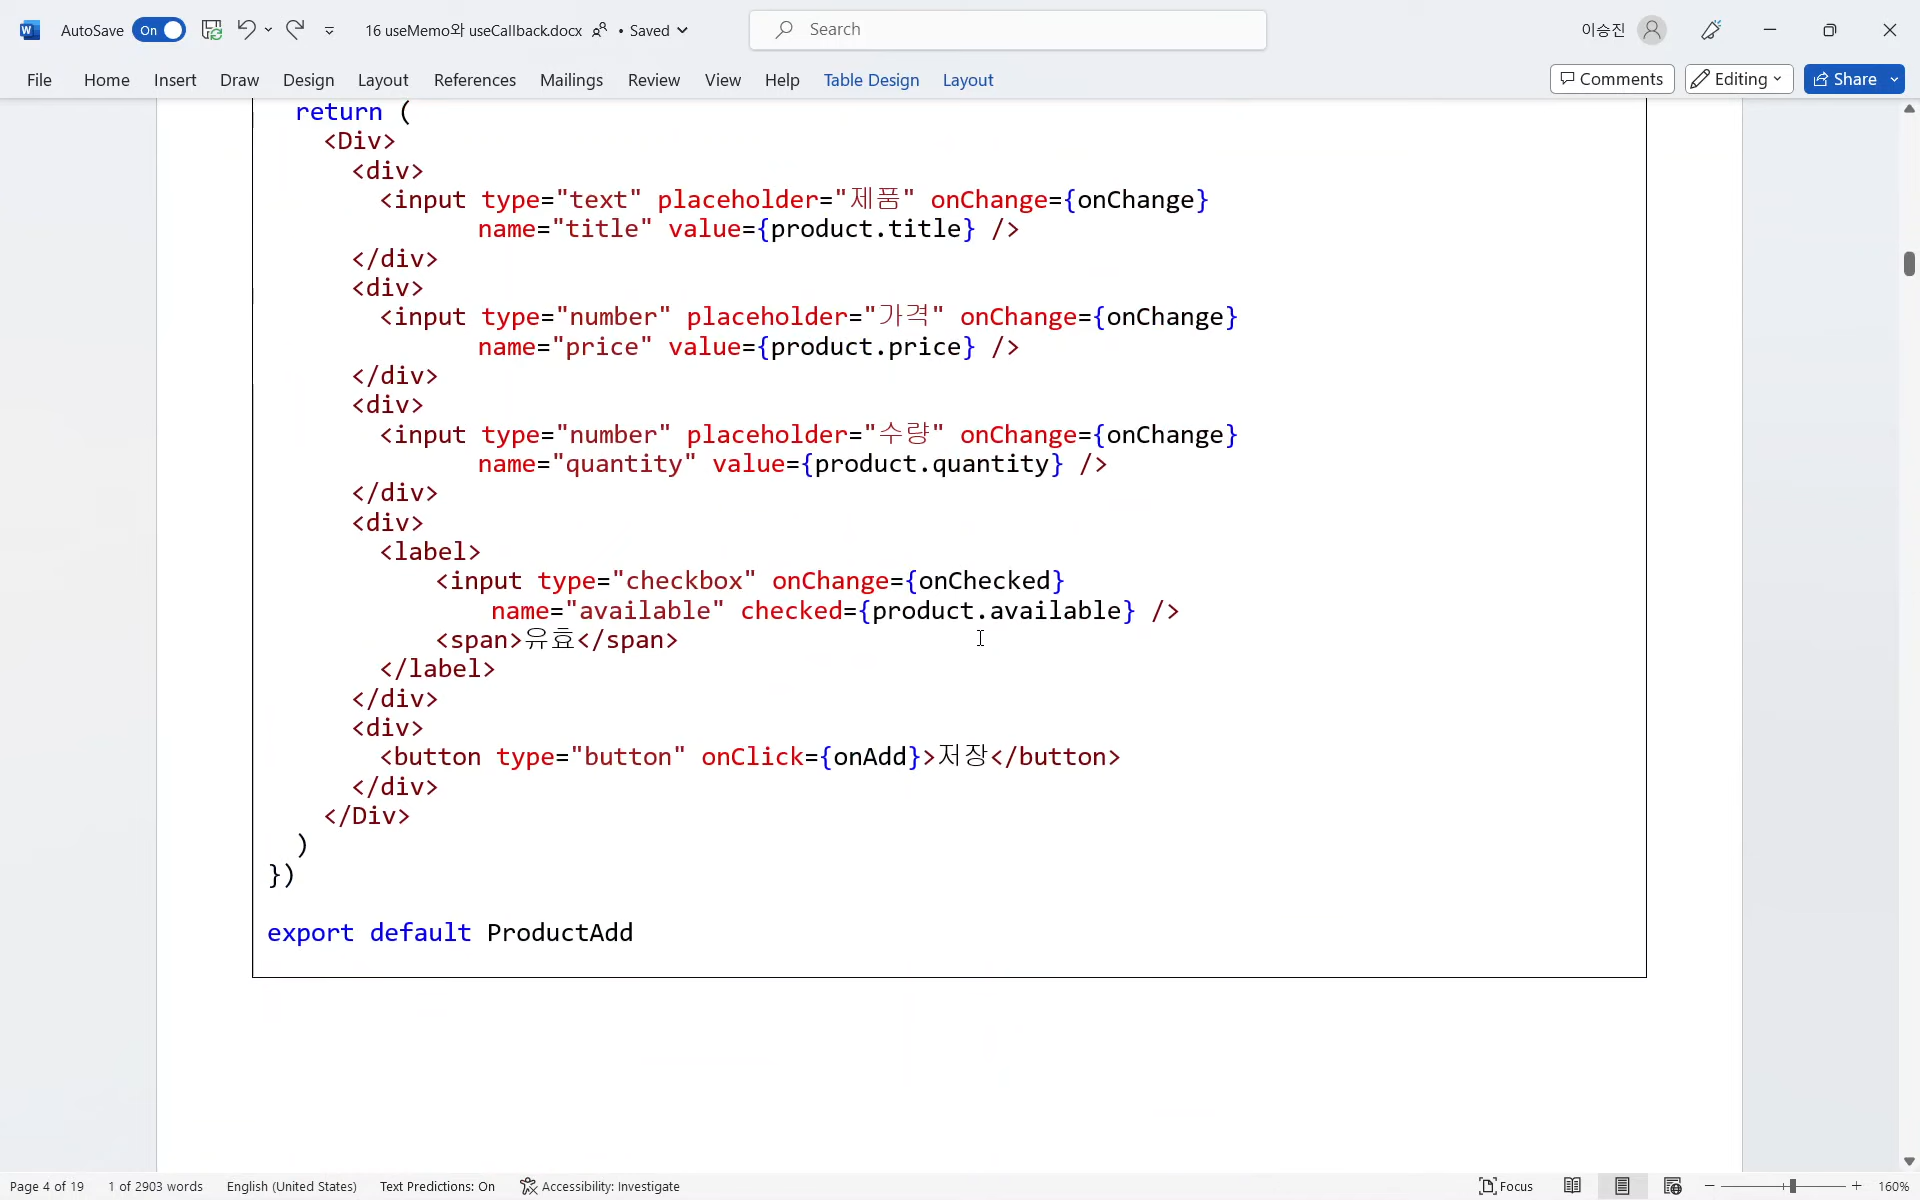 AutoSave On 16 useMemo와 useCallback.docx • Saved Search 이승진
File Home Insert Draw Design Layout References Mailings Review View Help Table Design Layout Comments Editing Share
return (
<Div>
<div>
<input type="text" placeholder="제품" onChange={onChange}
name="title" value={product.title} />
</div>
<div>
<input type="number" placeholder="가격" onChange={onChange}
name="price" value={product.price} />
</div>
<div>
<input type="number" placeholder="수량" onChange={onChange}
name="quantity" value={product.quantity} />
</div>
<div>
<label>
<input type="checkbox" onChange={onChecked}
name="available" checked={product.available} />
<span>유효</span>
</label>
</div>
<div>
<button type="button" onClick={onAdd}>저장</button>
</div>
</Div>
)
})
export default ProductAdd
Page 4 of 19 1 of 2903 words English (United States) Text Predictions: On Accessibility: Investigate Focus 160%